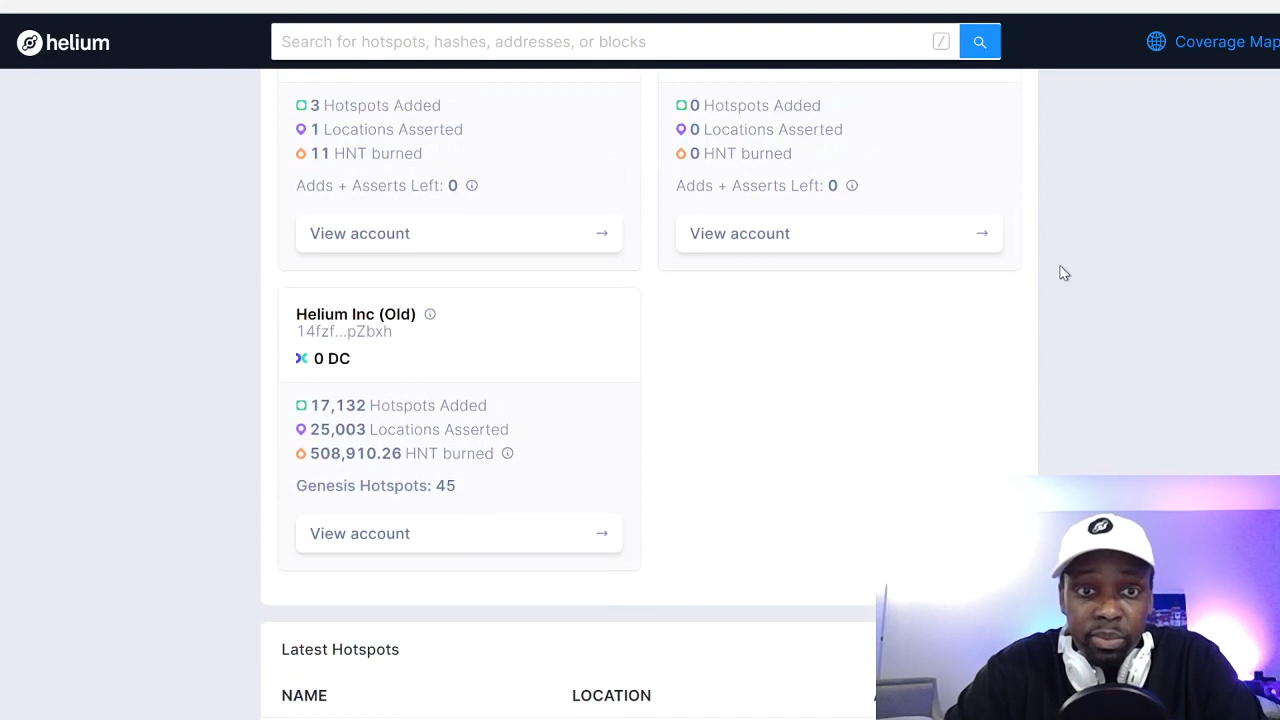 helium
Search for hotspots, hashes, addresses, or blocks
/
Coverage Map
3 Hotspots Added
1 Locations Asserted
11 HNT burned
Adds + Asserts Left: 0
View account →
0 Hotspots Added
0 Locations Asserted
0 HNT burned
Adds + Asserts Left: 0
View account →
Helium Inc (Old)
14fzf...pZbxh
0 DC
17,132 Hotspots Added
25,003 Locations Asserted
508,910.26 HNT burned
Genesis Hotspots: 45
View account →
Latest Hotspots
NAME
LOCATION